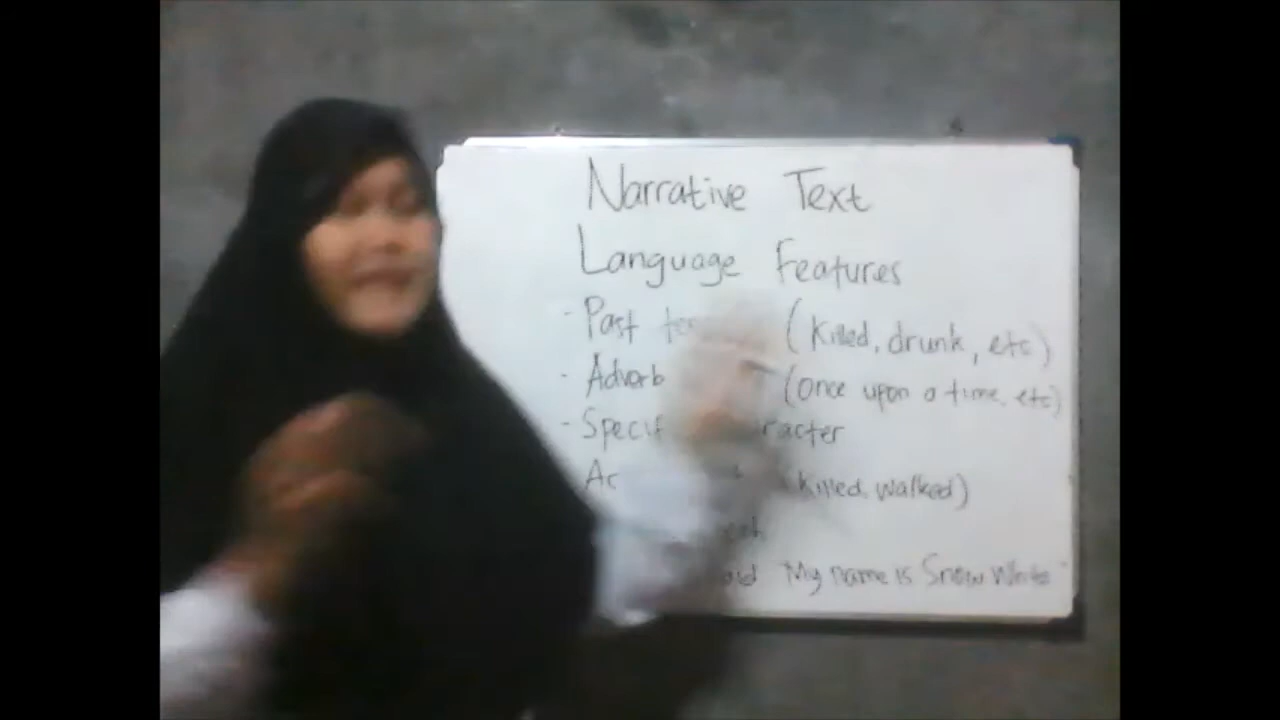 Narrative Text
Language Features
- Past (killed, drunk, etc)
- Adverb (Once upon a time, etc)
- Specif racter
Ac killed, walked)
My name is Snow White"